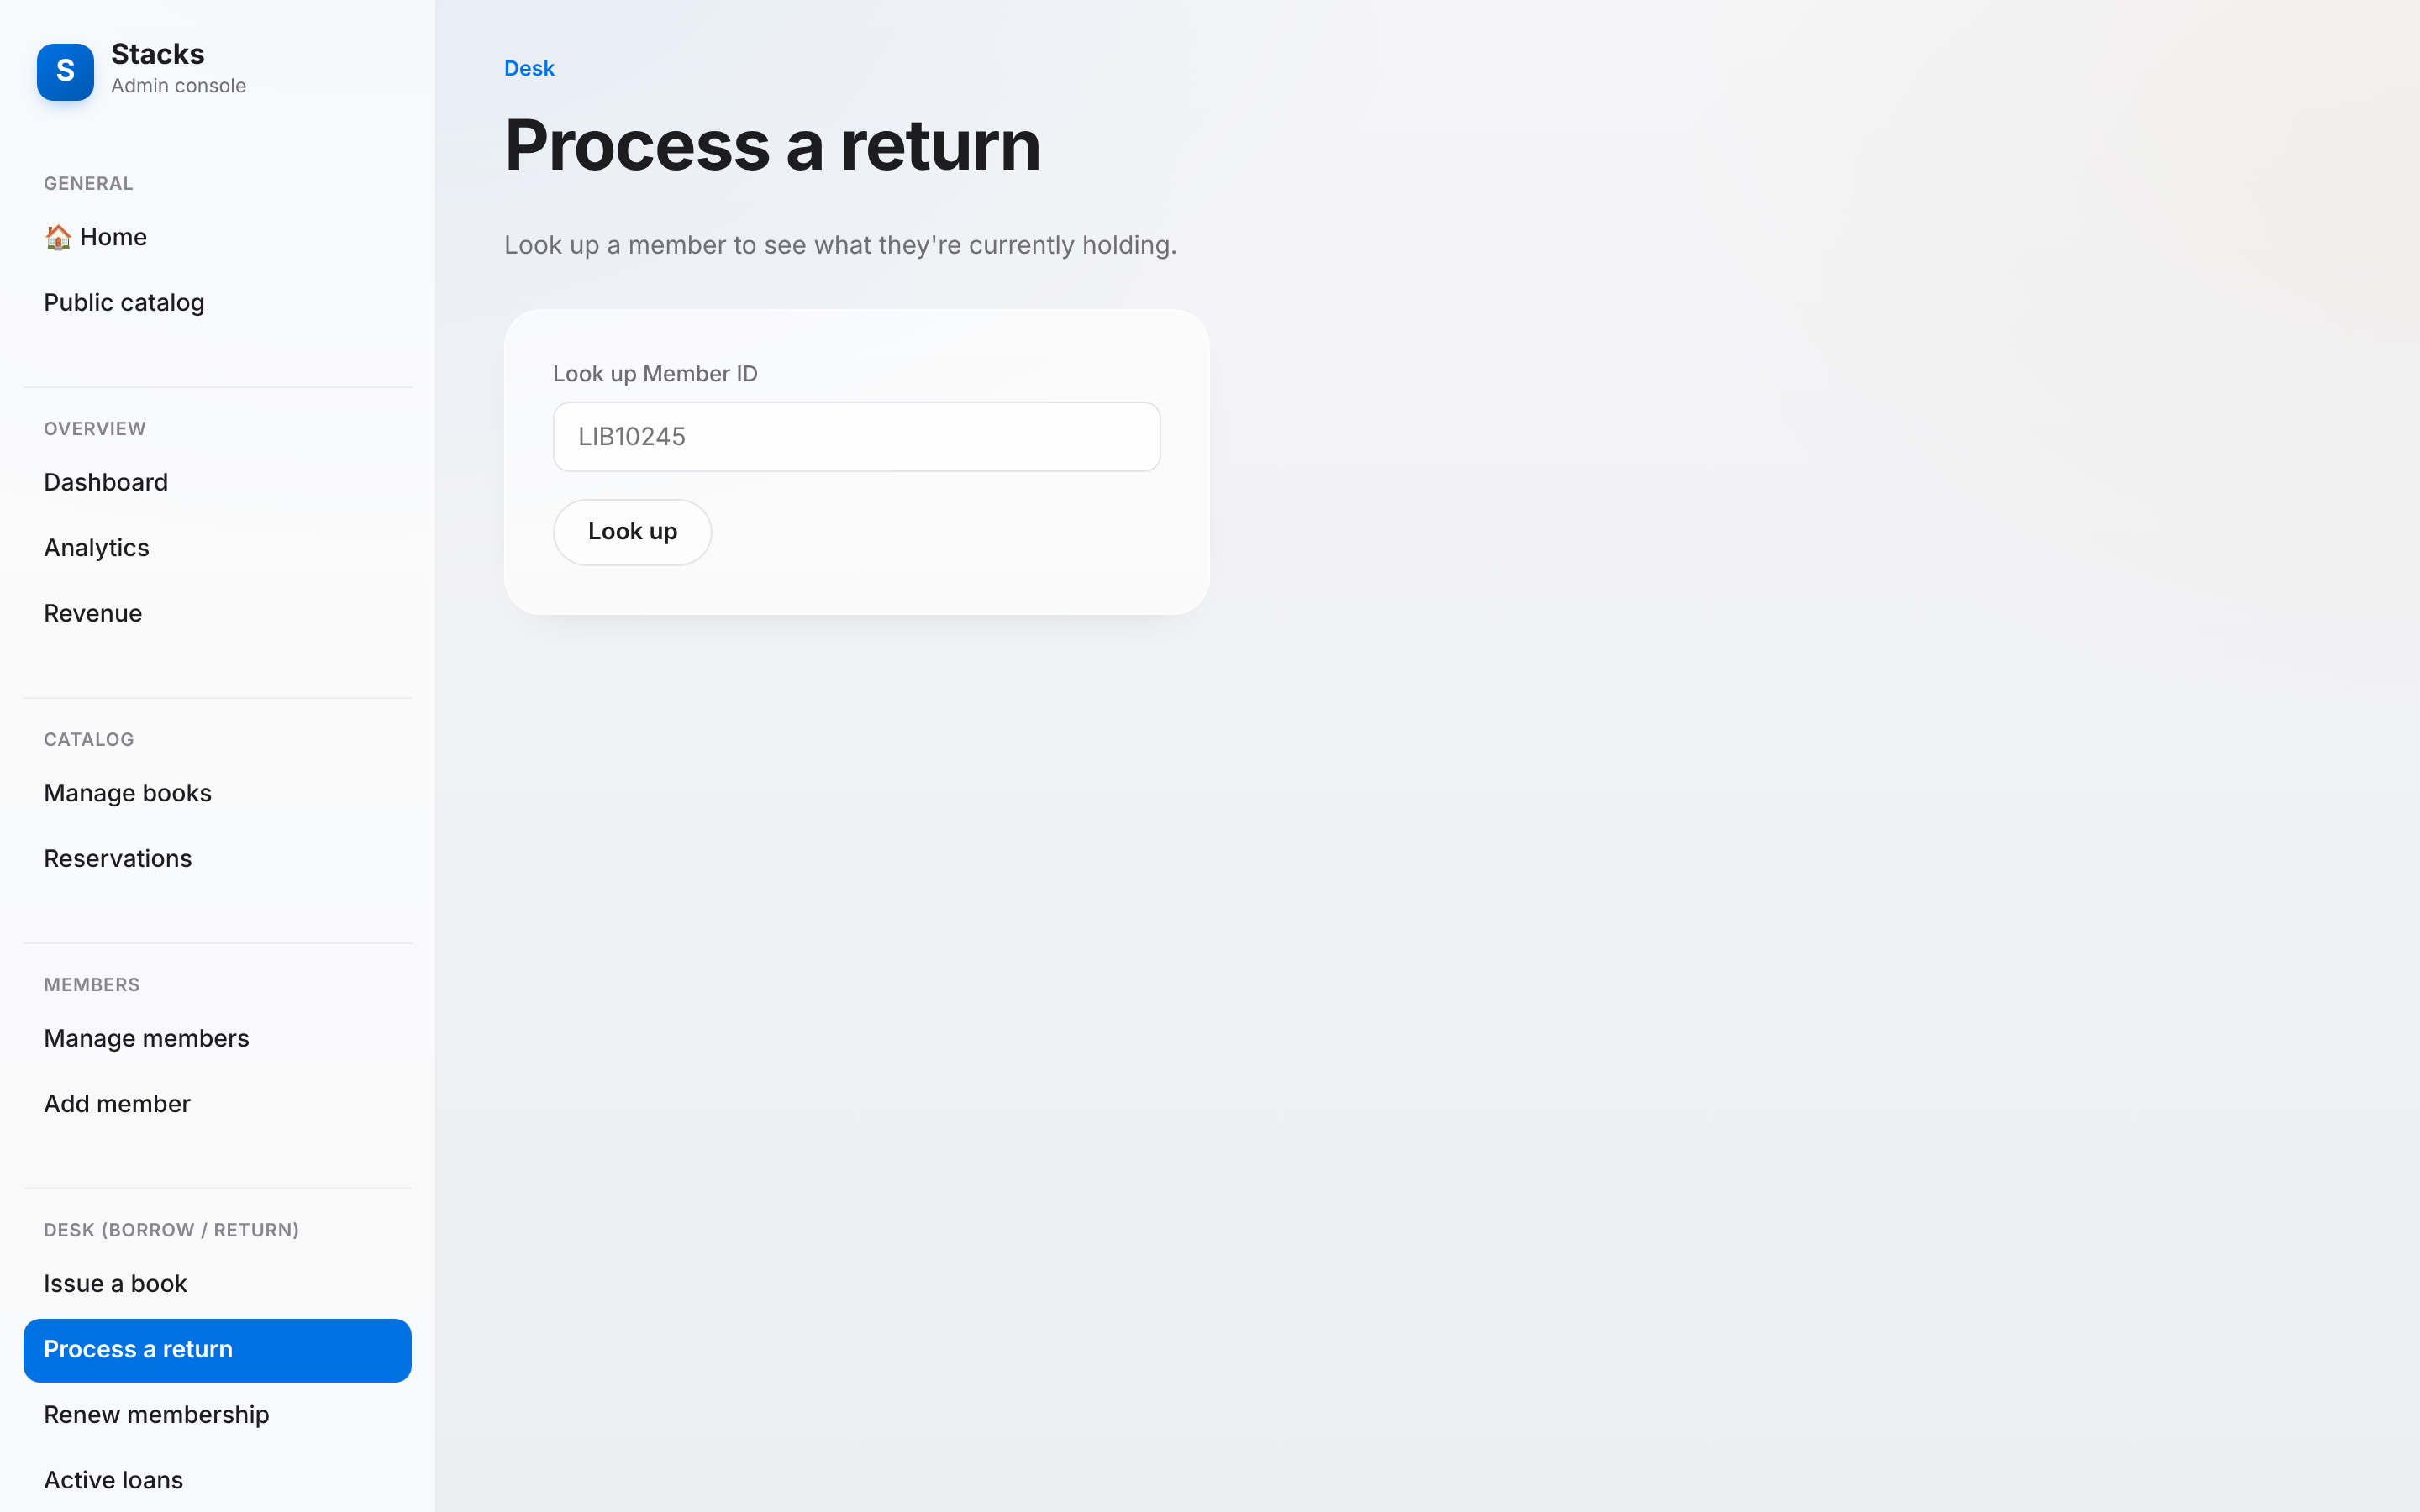 S
Stacks
Admin console
GENERAL
🏠 Home
Public catalog
OVERVIEW
Dashboard
Analytics
Revenue
CATALOG
Manage books
Reservations
MEMBERS
Manage members
Add member
DESK (BORROW / RETURN)
Issue a book
Process a return
Renew membership
Active loans
Desk
Process a return
Look up a member to see what they're currently holding.
Look up Member ID
LIB10245
Look up